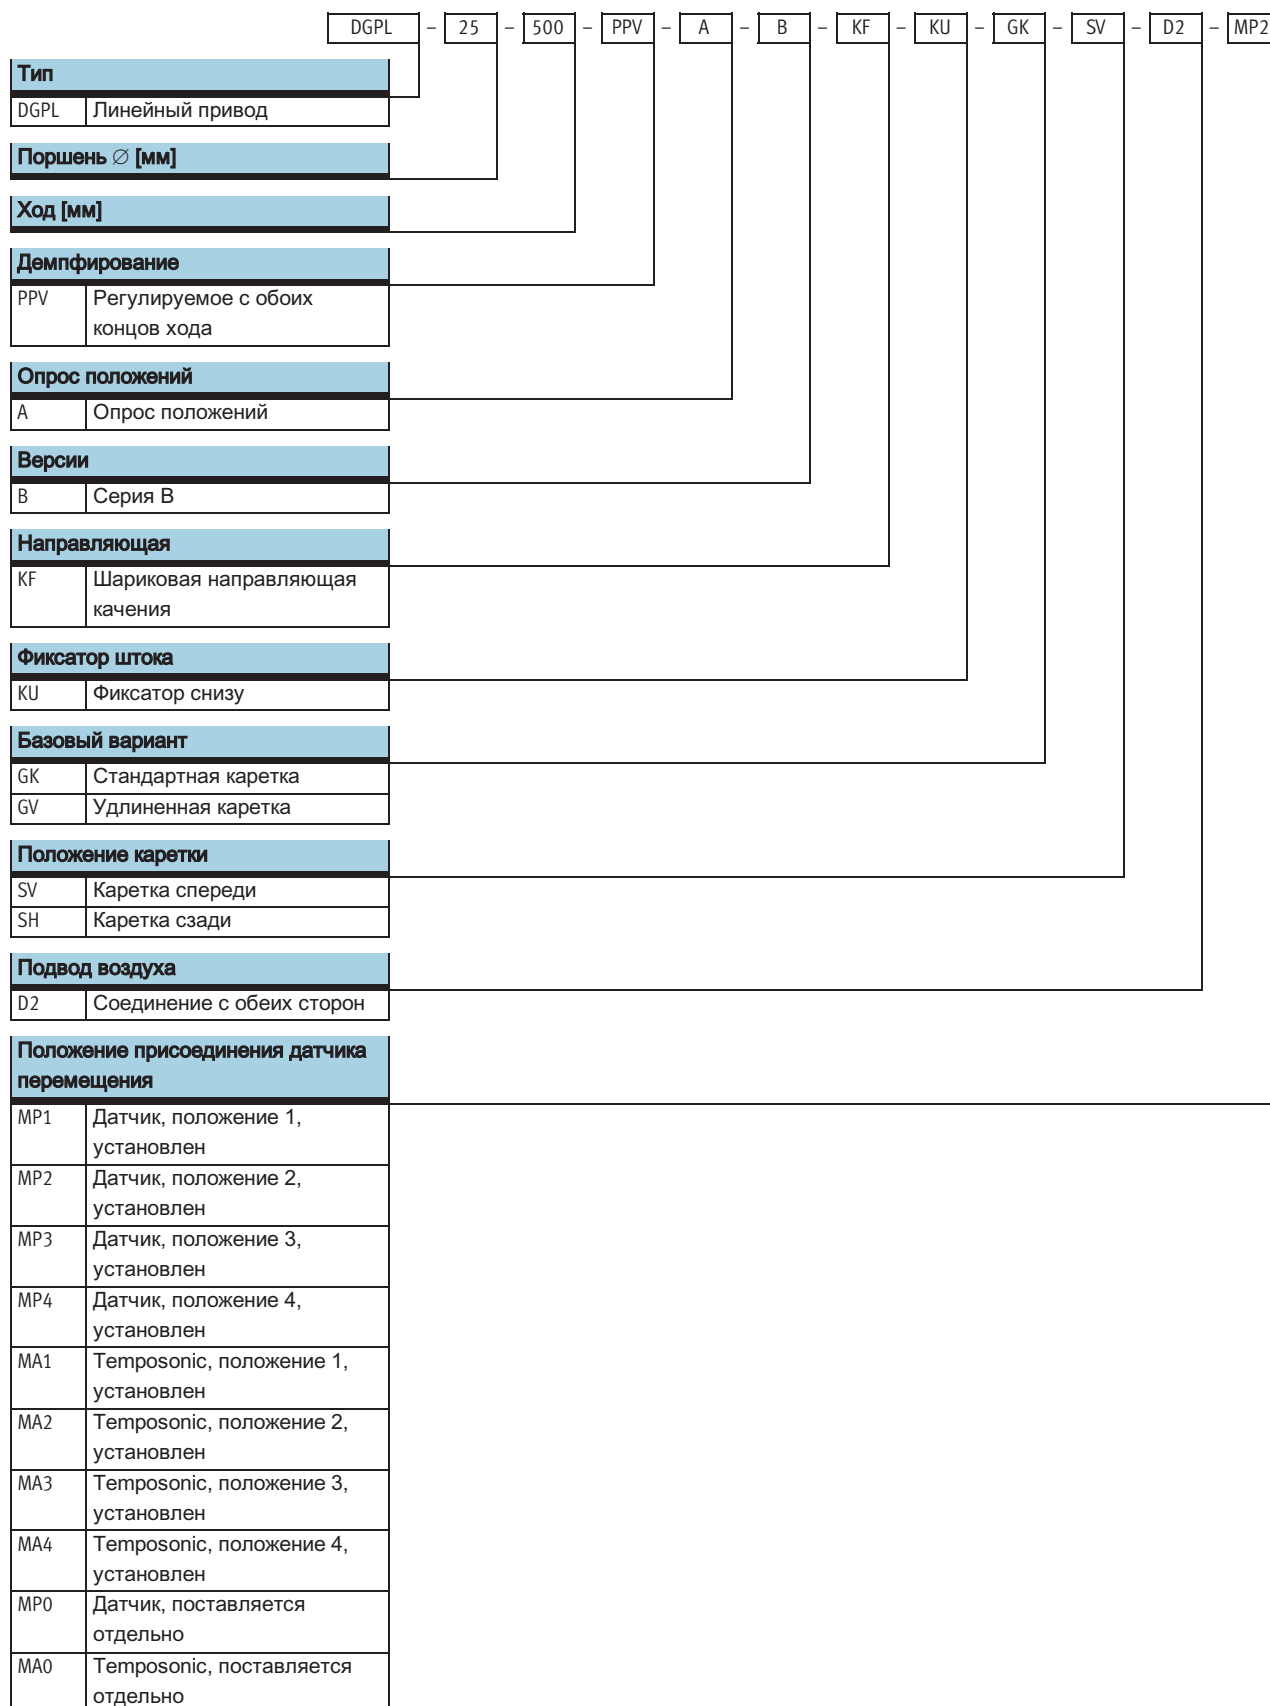 DGPL – 25 – 500 – PPV – A – B – KF – KU – GK – SV – D2 – MP2
Тип
DGPL Линейный привод
Поршень ∅ [мм]
Ход [мм]
Демпфирование
PPV Регулируемое с обоих
концов хода
Опрос положений
A Опрос положений
Версии
B Серия B
Направляющая
KF Шариковая направляющая
качения
Фиксатор штока
KU Фиксатор снизу
Базовый вариант
GK Стандартная каретка
GV Удлиненная каретка
Положение каретки
SV Каретка спереди
SH Каретка сзади
Подвод воздуха
D2 Соединение с обеих сторон
Положение присоединения датчика
перемещения
MP1 Датчик, положение 1,
установлен
MP2 Датчик, положение 2,
установлен
MP3 Датчик, положение 3,
установлен
MP4 Датчик, положение 4,
установлен
MA1 Temposonic, положение 1,
установлен
MA2 Temposonic, положение 2,
установлен
MA3 Temposonic, положение 3,
установлен
MA4 Temposonic, положение 4,
установлен
MP0 Датчик, поставляется
отдельно
MA0 Temposonic, поставляется
отдельно